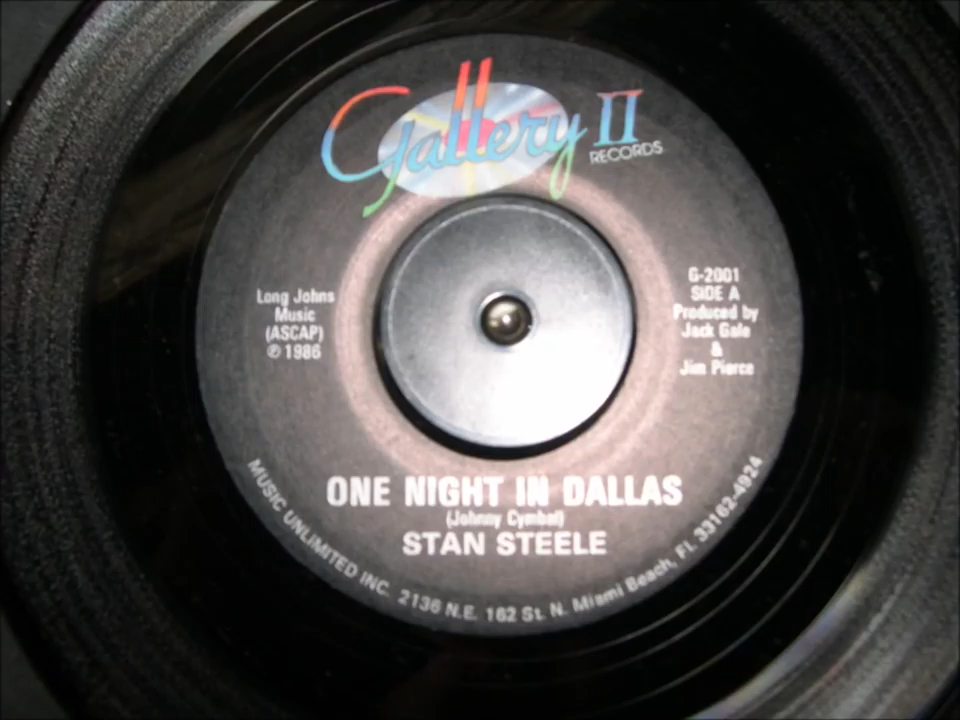 Gallery II
RECORDS
Long Johns
Music
(ASCAP)
℗ 1986
G-2001
SIDE A
Produced by
Jack Gale
&
Jim Pierce
ONE NIGHT IN DALLAS
(Johnny Cymbal)
STAN STEELE
MUSIC UNLIMITED INC. 2136 N.E. 162 St. N. Miami Beach, FL 33162-4924